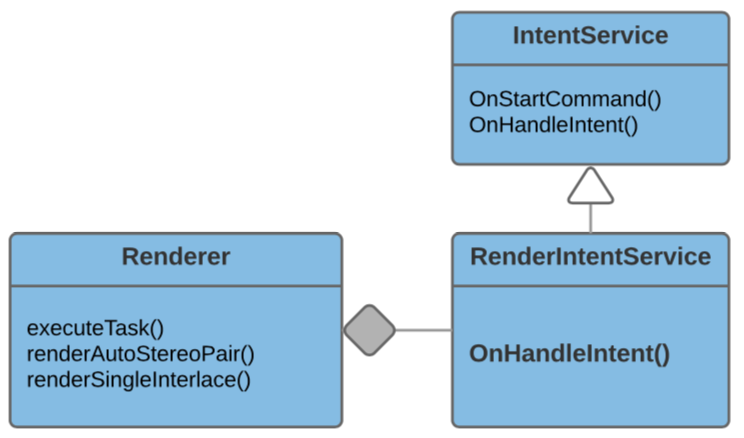 IntentService
OnStartCommand()
OnHandleIntent()
Renderer
executeTask()
renderAutoStereoPair()
renderSingleInterlace()
RenderIntentService
OnHandleIntent()